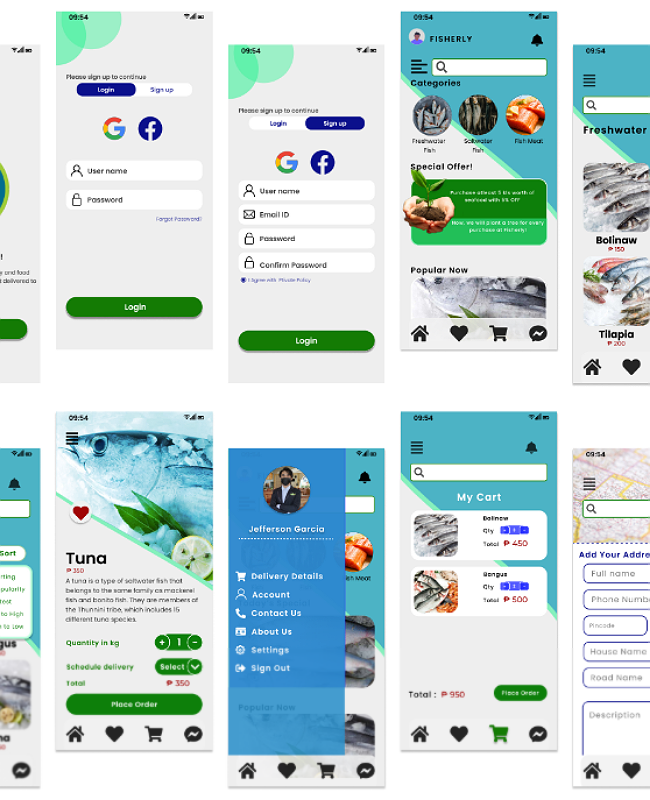 !
y and food
d delivered to
09:54
Please sign up to continue
Login
Sign up
User name
Password
Forgot Password?
Login
09:54
Please sign up to continue
Login
Sign up
User name
Email ID
Password
Confirm Password
I Agree with Private Policy
Login
09:54
FISHERLY
Categories
Freshwater
Fish
Saltwater
Fish
Fish Meat
Special Offer!
Purchase atleast 5 kls worth of
seafood with 5% OFF
Now, we will plant a tree for every
purchase at Fisherly!
Popular Now
09:54
Freshwater
Bolinaw
₱ 150
Tilapia
₱ 200
Sort
rting
pularity
test
to High
to Low
gus
na
09:54
Tuna
₱ 350
A tuna is a type of saltwater fish that
belongs to the same family as mackerel
fish and bonito fish. They are members of
the Thunnini tribe, which includes 15
different tuna species.
Quantity in kg
+ 1 -
Schedule delivery
Select
Total
₱ 350
Place Order
Jefferson Garcia
Delivery Details
Account
Contact Us
About Us
Settings
Sign Out
ish Meat
Popular Now
09:54
My Cart
Bolinaw
Qty - 1 +
Total ₱ 450
Bangus
Qty - 1 +
Total ₱ 500
Total : ₱ 950
Place Order
09:54
Add Your Addre
Full name
Phone Numb
Pincode
House Name
Road Name
Description